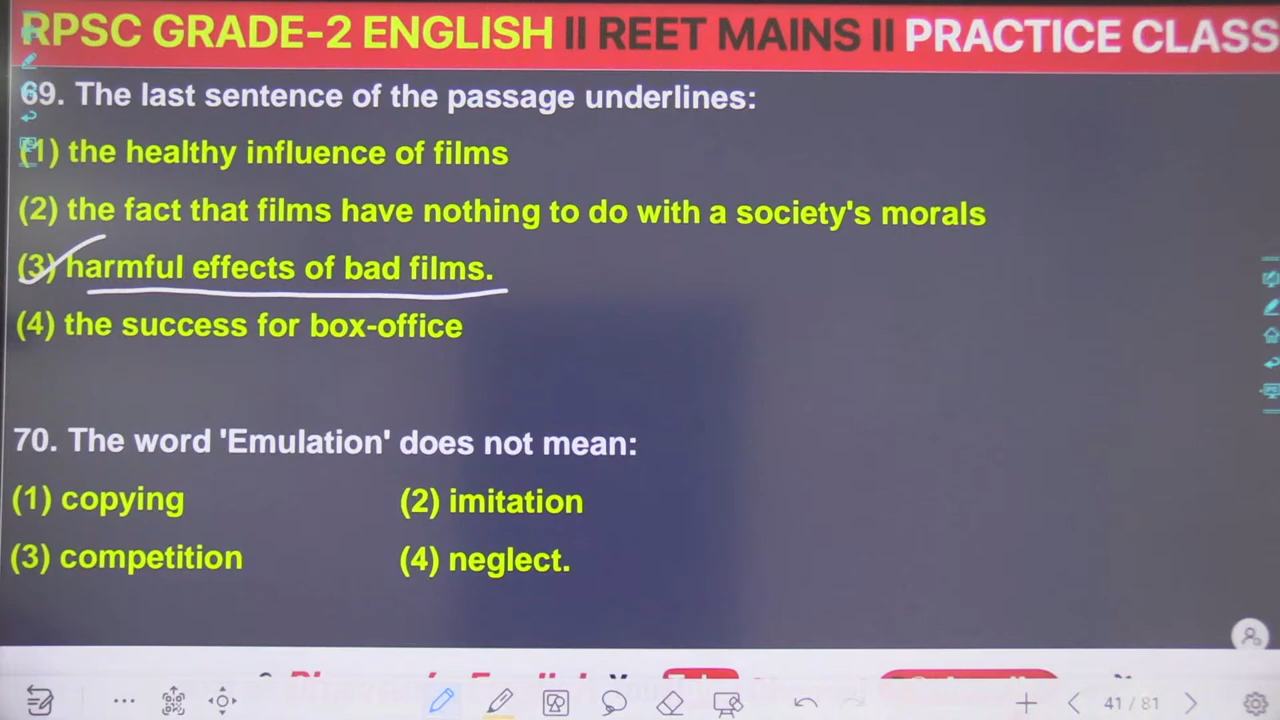 RPSC GRADE-2 ENGLISH II REET MAINS II PRACTICE CLASS
69. The last sentence of the passage underlines:
(1) the healthy influence of films
(2) the fact that films have nothing to do with a society's morals
(3) harmful effects of bad films.
(4) the success for box-office
70. The word 'Emulation' does not mean:
(1) copying (2) imitation
(3) competition (4) neglect.
41 / 81